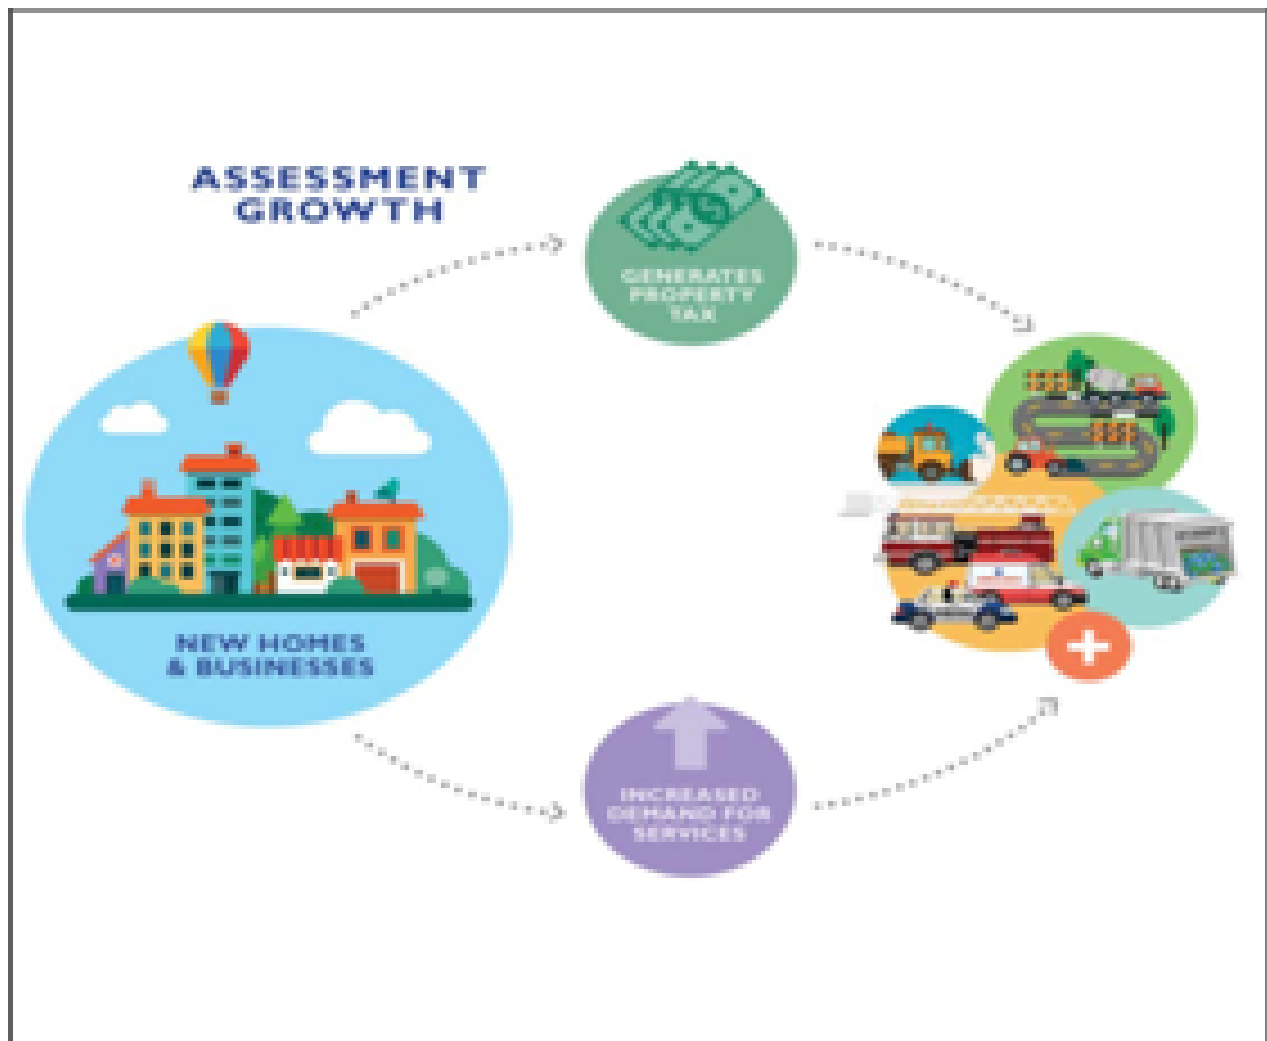 ASSESSMENT
GROWTH
GENERATES
PROPERTY
TAX
NEW HOMES
& BUSINESSES
INCREASED
DEMAND FOR
SERVICES